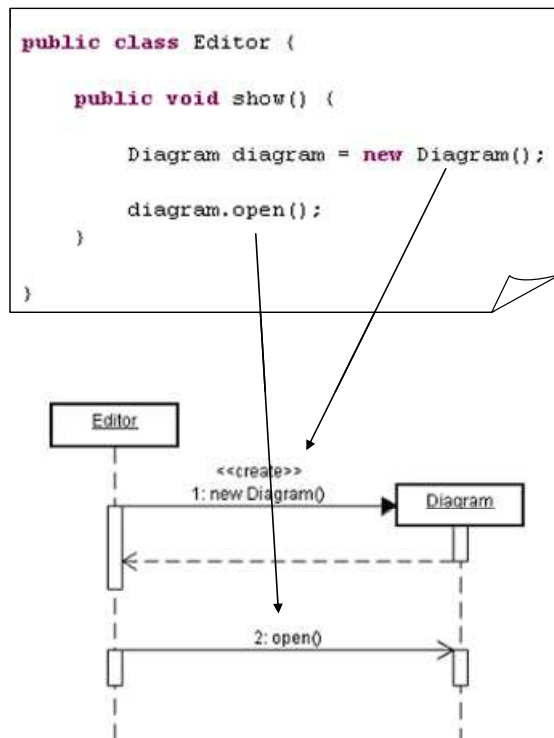 public class Editor {
public void show() {
Diagram diagram = new Diagram();
diagram.open();
}
}
Editor
<<create>>
1: new Diagram()
Diagram
2: open()